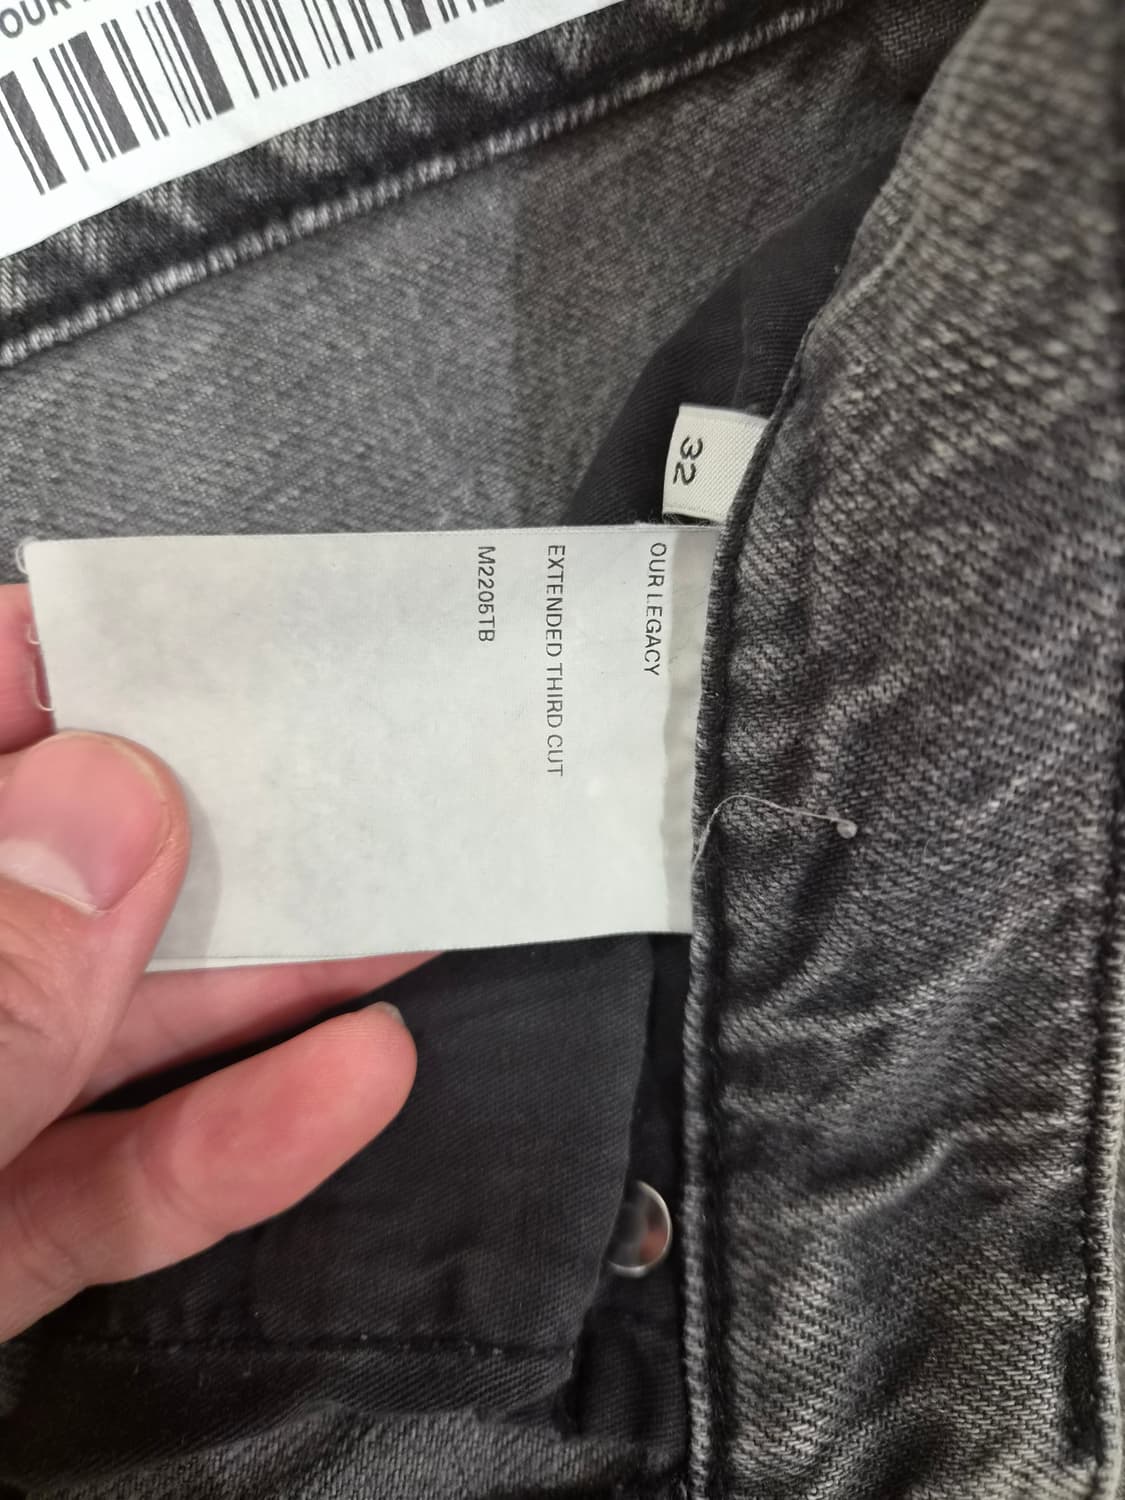 OUR
32
OUR LEGACY
EXTENDED THIRD CUT
M2205TB